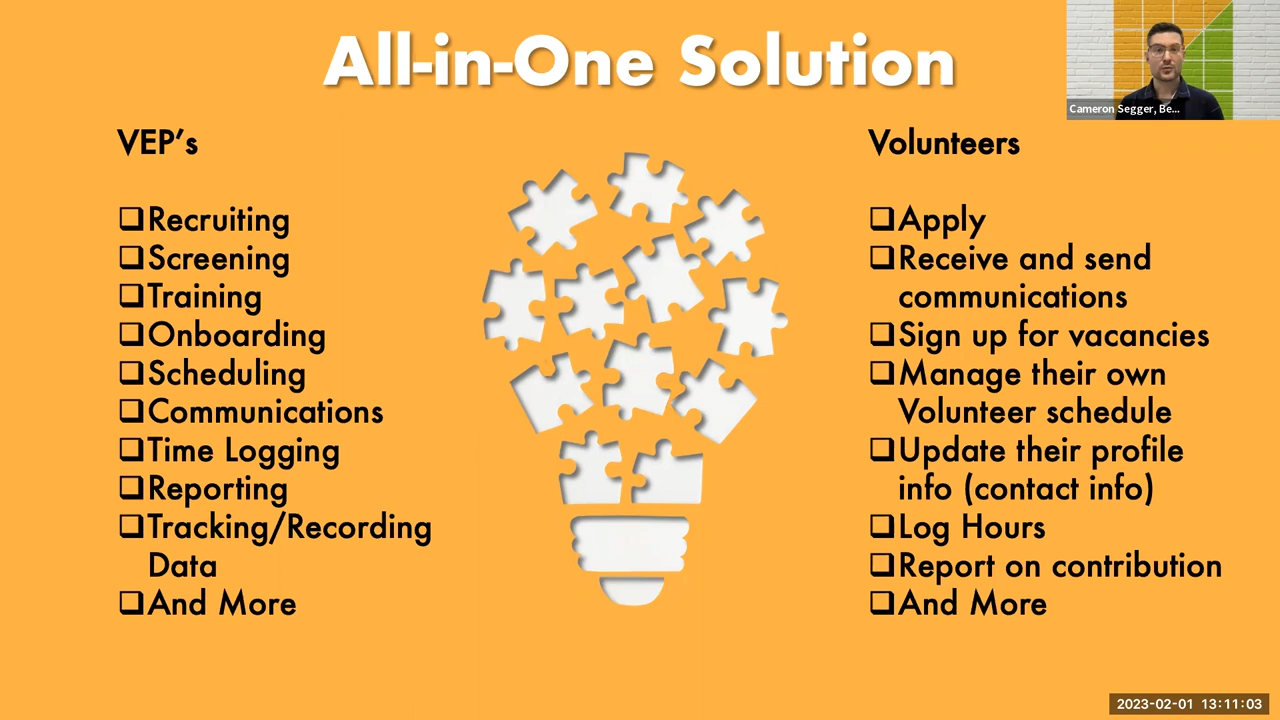 All-in-One Solution
Cameron Segger, Be...
VEP's
❑Recruiting
❑Screening
❑Training
❑Onboarding
❑Scheduling
❑Communications
❑Time Logging
❑Reporting
❑Tracking/Recording
Data
❑And More
Volunteers
❑Apply
❑Receive and send
communications
❑Sign up for vacancies
❑Manage their own
Volunteer schedule
❑Update their profile
info (contact info)
❑Log Hours
❑Report on contribution
❑And More
2023-02-01 13:11:03